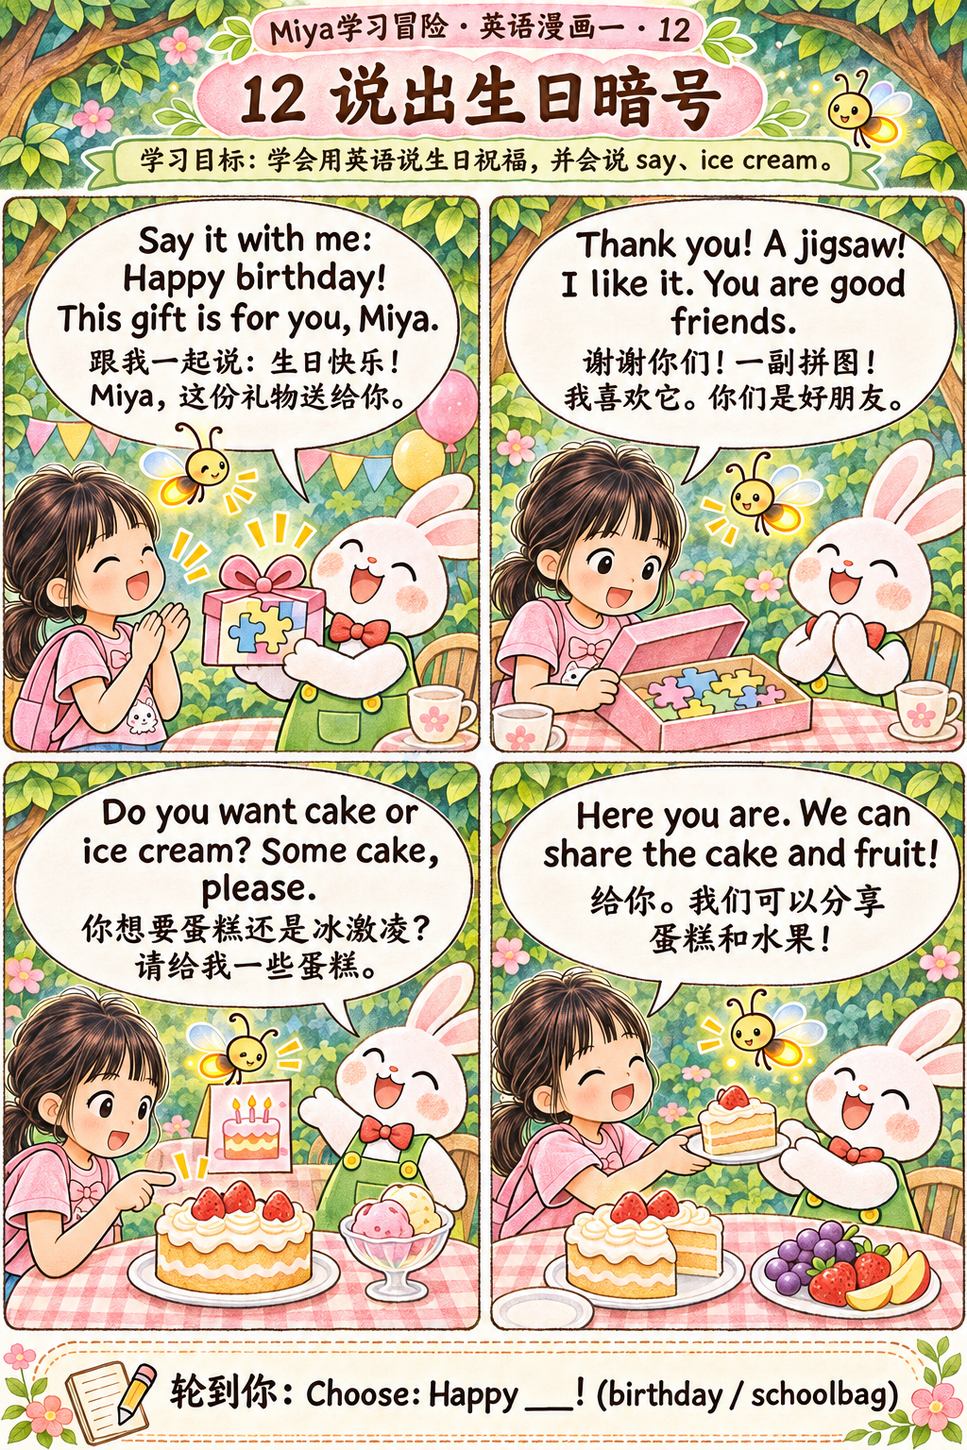 Miya学习冒险·英语漫画一·12
12 说出生日暗号
学习目标：学会用英语说生日祝福，并会说 say、ice cream。
Say it with me:
Happy birthday!
This gift is for you, Miya.
跟我一起说：生日快乐！
Miya，这份礼物送给你。
Thank you! A jigsaw!
I like it. You are good
friends.
谢谢你们！一副拼图！
我喜欢它。你们是好朋友。
Do you want cake or
ice cream? Some cake,
please.
你想要蛋糕还是冰激凌？
请给我一些蛋糕。
Here you are. We can
share the cake and fruit!
给你。我们可以分享
蛋糕和水果！
轮到你：Choose: Happy ___! (birthday / schoolbag)